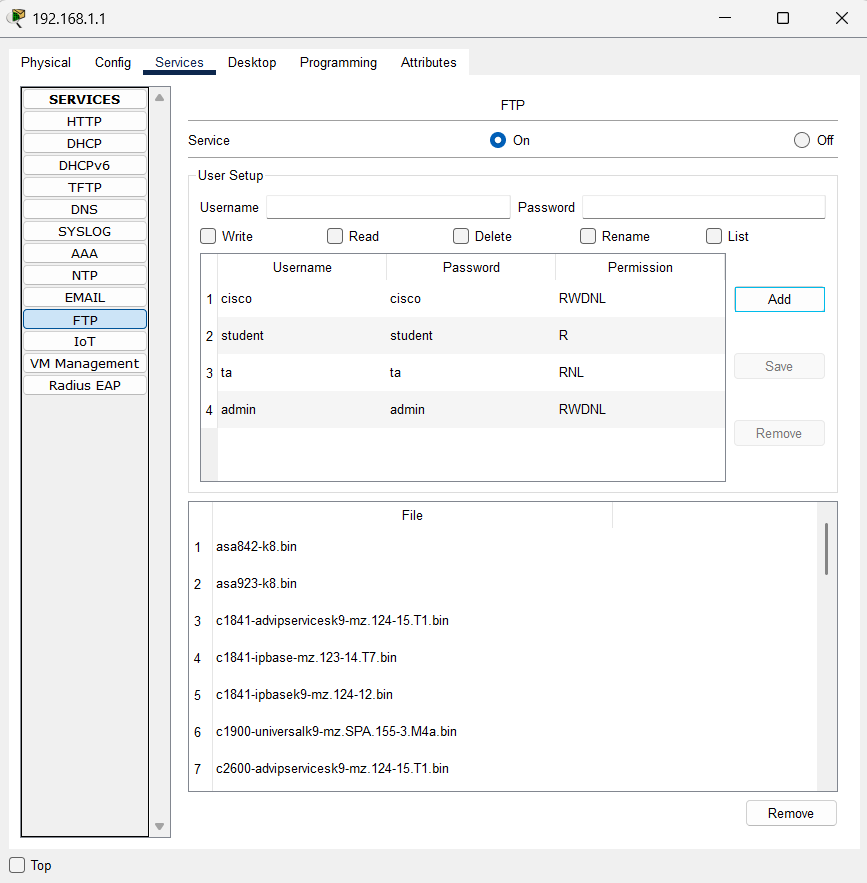 192.168.1.1
Physical Config Services Desktop Programming Attributes
SERVICES
HTTP
DHCP
DHCPv6
TFTP
DNS
SYSLOG
AAA
NTP
EMAIL
FTP
IoT
VM Management
Radius EAP
FTP
Service On Off
User Setup
Username Password
Write Read Delete Rename List
Username Password Permission
1 cisco cisco RWDNL
2 student student R
3 ta ta RNL
4 admin admin RWDNL
Add
Save
Remove
File
1 asa842-k8.bin
2 asa923-k8.bin
3 c1841-advipservicesk9-mz.124-15.T1.bin
4 c1841-ipbase-mz.123-14.T7.bin
5 c1841-ipbasek9-mz.124-12.bin
6 c1900-universalk9-mz.SPA.155-3.M4a.bin
7 c2600-advipservicesk9-mz.124-15.T1.bin
Remove
Top